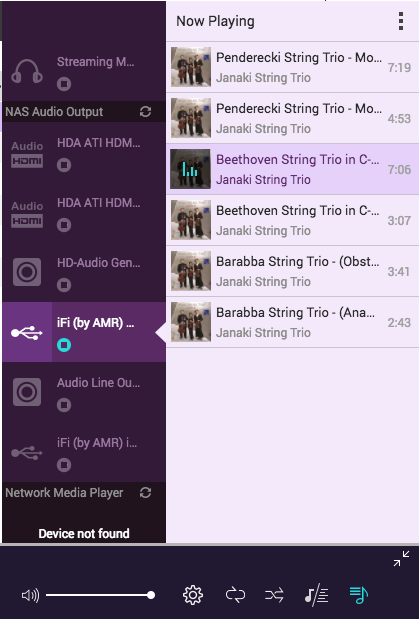 Now Playing
Streaming M...
NAS Audio Output
Audio
HDMI
HDA ATI HDM...
Audio
HDMI
HDA ATI HDM...
HD-Audio Gen...
iFi (by AMR) ...
Audio Line Ou...
iFi (by AMR) i...
Network Media Player
Device not found
Penderecki String Trio - Mo...
Janaki String Trio
7:19
Penderecki String Trio - Mo...
Janaki String Trio
4:53
Beethoven String Trio in C-...
Janaki String Trio
7:06
Beethoven String Trio in C-...
Janaki String Trio
3:07
Barabba String Trio - (Obst...
Janaki String Trio
3:41
Barabba String Trio - (Ana...
Janaki String Trio
2:43